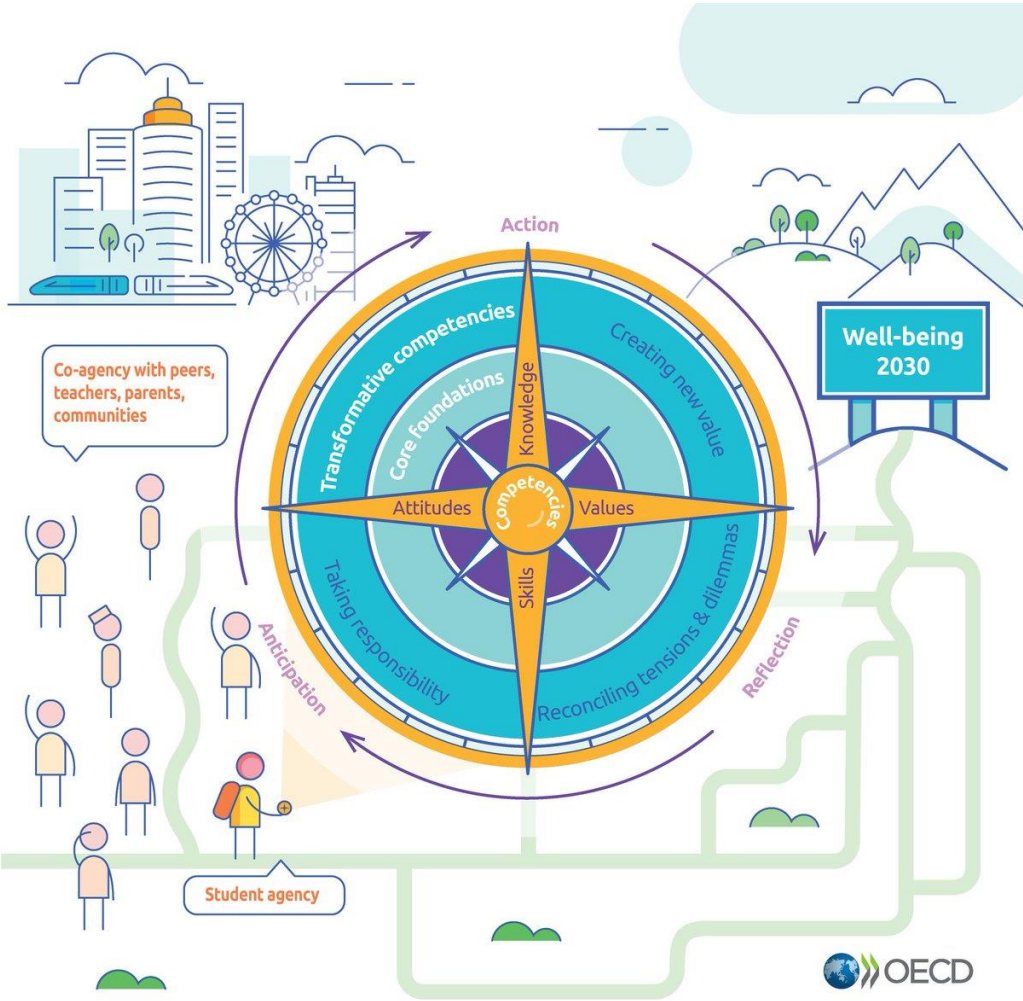 Action
Transformative competencies
Creating new value
Well-being
2030
Co-agency with peers,
teachers, parents,
communities
Core foundations
Knowledge
Attitudes
Competencies
Values
Skills
Taking responsibility
Reconciling tensions & dilemmas
Anticipation
Reflection
Student agency
OECD